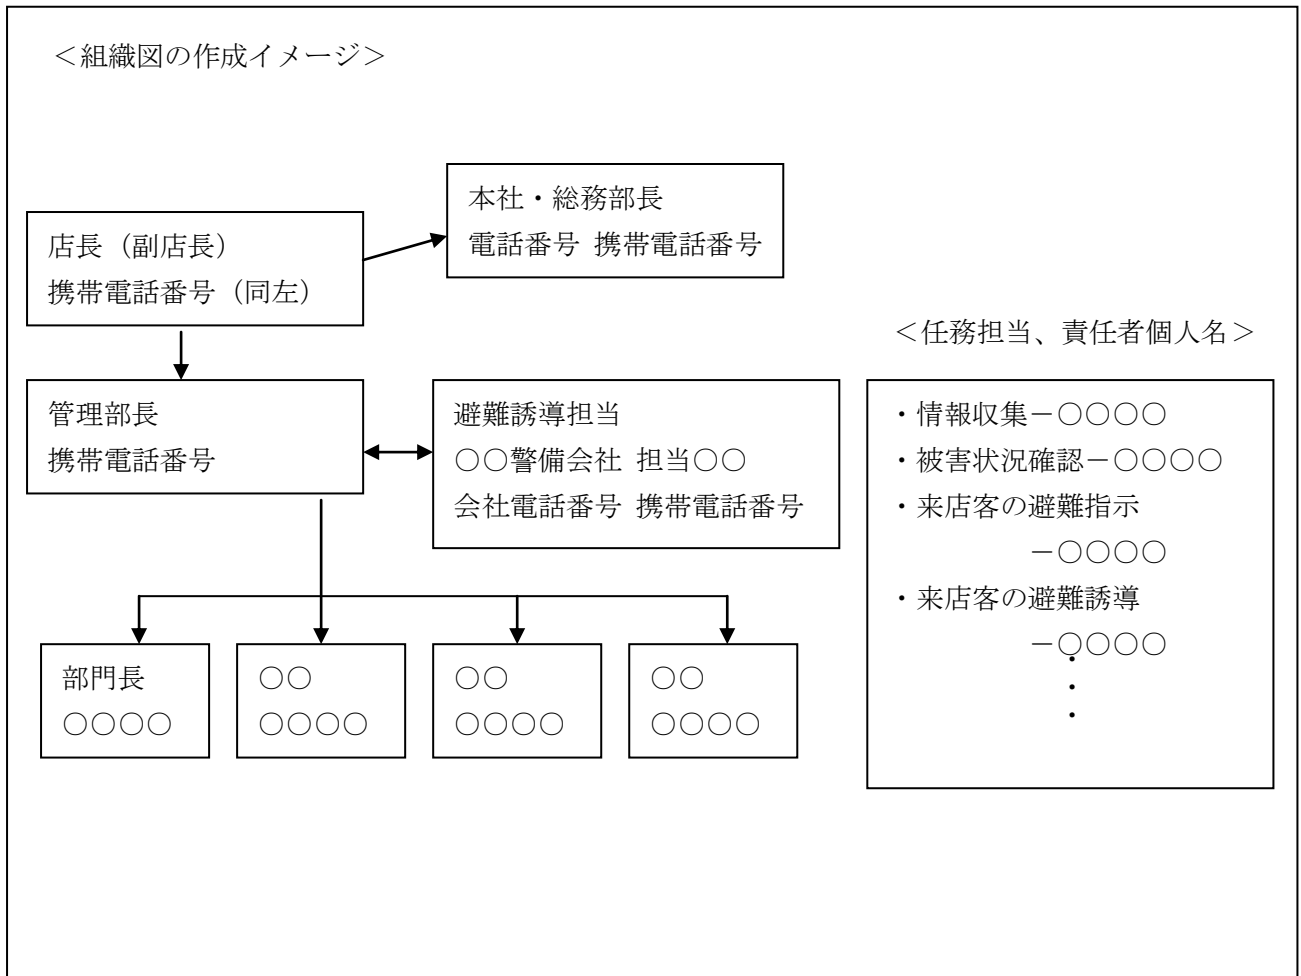 ＜組織図の作成イメージ＞
本社・総務部長
電話番号 携帯電話番号
店長（副店長）
携帯電話番号（同左）
＜任務担当、責任者個人名＞
管理部長
携帯電話番号
避難誘導担当
○○警備会社 担当○○
会社電話番号 携帯電話番号
・情報収集－○○○○
・被害状況確認－○○○○
・来店客の避難指示
－○○○○
・来店客の避難誘導
－○○○○
・
・
・
部門長
○○○○
○○
○○○○
○○
○○○○
○○
○○○○